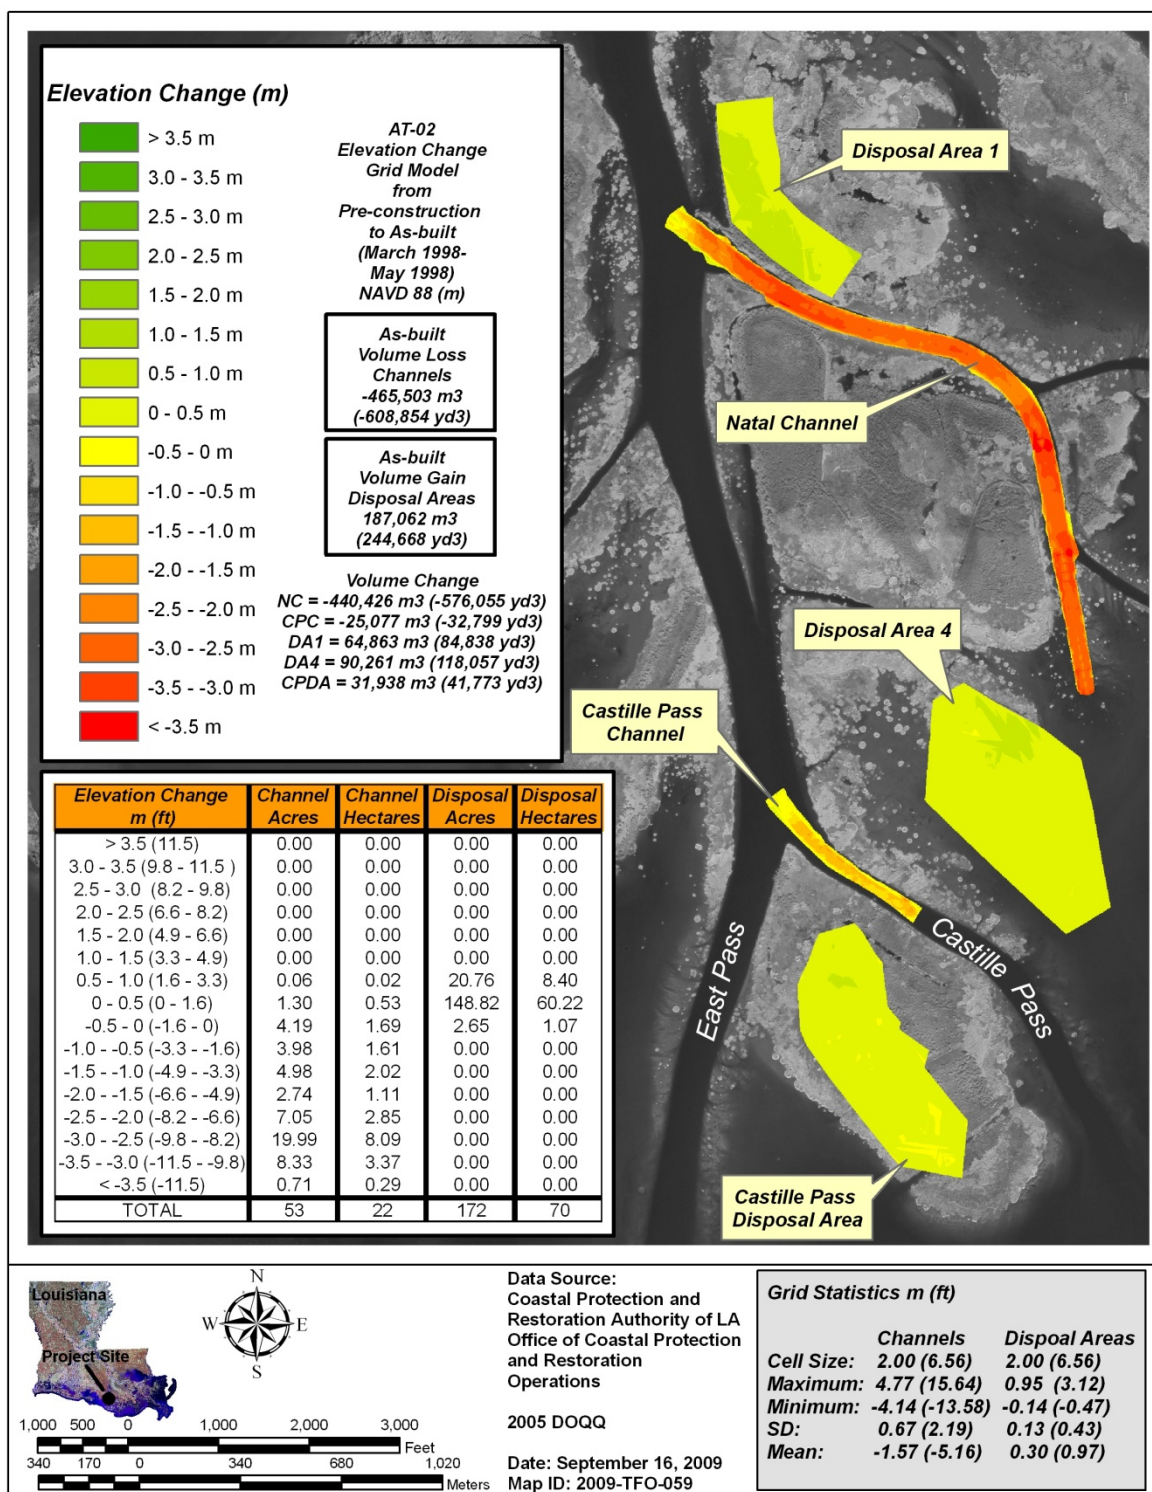 Elevation Change (m)
> 3.5 m
3.0 - 3.5 m
2.5 - 3.0 m
2.0 - 2.5 m
1.5 - 2.0 m
1.0 - 1.5 m
0.5 - 1.0 m
0 - 0.5 m
-0.5 - 0 m
-1.0 - -0.5 m
-1.5 - -1.0 m
-2.0 - -1.5 m
-2.5 - -2.0 m
-3.0 - -2.5 m
-3.5 - -3.0 m
< -3.5 m
AT-02
Elevation Change
Grid Model
from
Pre-construction
to As-built
(March 1998-
May 1998)
NAVD 88 (m)
As-built
Volume Loss
Channels
-465,503 m3
(-608,854 yd3)
As-built
Volume Gain
Disposal Areas
187,062 m3
(244,668 yd3)
Volume Change
NC = -440,426 m3 (-576,055 yd3)
CPC = -25,077 m3 (-32,799 yd3)
DA1 = 64,863 m3 (84,838 yd3)
DA4 = 90,261 m3 (118,057 yd3)
CPDA = 31,938 m3 (41,773 yd3)
Disposal Area 1
Natal Channel
Disposal Area 4
Castille Pass
Channel
East Pass
Castille Pass
Castille Pass
Disposal Area
Elevation Change m (ft) Channel Acres Channel Hectares Disposal Acres Disposal Hectares
> 3.5 (11.5) 0.00 0.00 0.00 0.00
3.0 - 3.5 (9.8 - 11.5 ) 0.00 0.00 0.00 0.00
2.5 - 3.0 (8.2 - 9.8) 0.00 0.00 0.00 0.00
2.0 - 2.5 (6.6 - 8.2) 0.00 0.00 0.00 0.00
1.5 - 2.0 (4.9 - 6.6) 0.00 0.00 0.00 0.00
1.0 - 1.5 (3.3 - 4.9) 0.00 0.00 0.00 0.00
0.5 - 1.0 (1.6 - 3.3) 0.06 0.02 20.76 8.40
0 - 0.5 (0 - 1.6) 1.30 0.53 148.82 60.22
-0.5 - 0 (-1.6 - 0) 4.19 1.69 2.65 1.07
-1.0 - -0.5 (-3.3 - -1.6) 3.98 1.61 0.00 0.00
-1.5 - -1.0 (-4.9 - -3.3) 4.98 2.02 0.00 0.00
-2.0 - -1.5 (-6.6 - -4.9) 2.74 1.11 0.00 0.00
-2.5 - -2.0 (-8.2 - -6.6) 7.05 2.85 0.00 0.00
-3.0 - -2.5 (-9.8 - -8.2) 19.99 8.09 0.00 0.00
-3.5 - -3.0 (-11.5 - -9.8) 8.33 3.37 0.00 0.00
< -3.5 (-11.5) 0.71 0.29 0.00 0.00
TOTAL 53 22 172 70
Louisiana
Project Site
N
W E
S
1,000 500 0 1,000 2,000 3,000
Feet
340 170 0 340 680 1,020
Meters
Data Source:
Coastal Protection and
Restoration Authority of LA
Office of Coastal Protection
and Restoration
Operations
2005 DOQQ
Date: September 16, 2009
Map ID: 2009-TFO-059
Grid Statistics m (ft)
Channels Dispoal Areas
Cell Size: 2.00 (6.56) 2.00 (6.56)
Maximum: 4.77 (15.64) 0.95 (3.12)
Minimum: -4.14 (-13.58) -0.14 (-0.47)
SD: 0.67 (2.19) 0.13 (0.43)
Mean: -1.57 (-5.16) 0.30 (0.97)